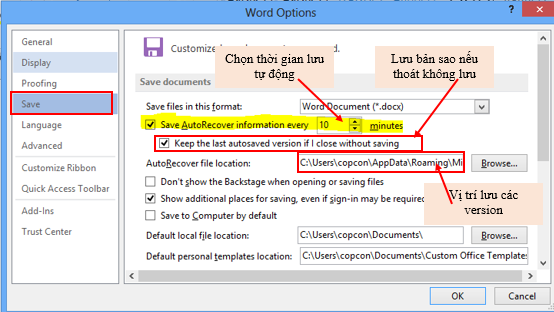 Word Options
General
Display
Proofing
Save
Language
Advanced
Customize Ribbon
Quick Access Toolbar
Add-Ins
Trust Center
Customize
Chọn thời gian lưu
tự động
Lưu bản sao nếu
thoát không lưu
Save documents
Save files in this format: Word Document (*.docx)
Save AutoRecover information every 10 minutes
Keep the last autosaved version if I close without saving
AutoRecover file location: C:\Users\copcon\AppData\Roaming\Mi Browse...
Don't show the Backstage when opening or saving files
Show additional places for saving, even if sign-in may be required
Save to Computer by default
Vị trí lưu các
version
Default local file location: C:\Users\copcon\Documents\ Browse...
Default personal templates location: C:\Users\copcon\Documents\Custom Office Templates
OK Cancel